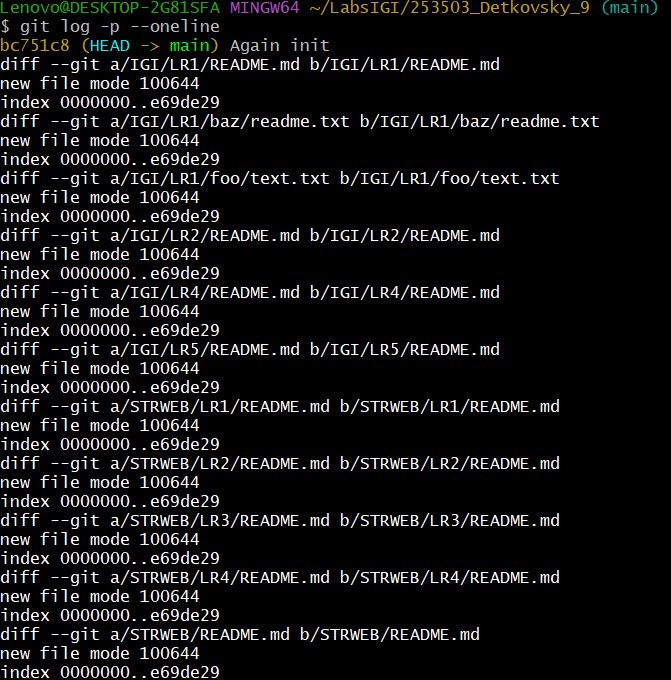 Lenovo@DESKTOP-2G81SFA MINGW64 ~/LabsIGI/253503_Detkovsky_9 (main)
$ git log -p --oneline
bc751c8 (HEAD -> main) Again init
diff --git a/IGI/LR1/README.md b/IGI/LR1/README.md
new file mode 100644
index 0000000..e69de29
diff --git a/IGI/LR1/baz/readme.txt b/IGI/LR1/baz/readme.txt
new file mode 100644
index 0000000..e69de29
diff --git a/IGI/LR1/foo/text.txt b/IGI/LR1/foo/text.txt
new file mode 100644
index 0000000..e69de29
diff --git a/IGI/LR2/README.md b/IGI/LR2/README.md
new file mode 100644
index 0000000..e69de29
diff --git a/IGI/LR4/README.md b/IGI/LR4/README.md
new file mode 100644
index 0000000..e69de29
diff --git a/IGI/LR5/README.md b/IGI/LR5/README.md
new file mode 100644
index 0000000..e69de29
diff --git a/STRWEB/LR1/README.md b/STRWEB/LR1/README.md
new file mode 100644
index 0000000..e69de29
diff --git a/STRWEB/LR2/README.md b/STRWEB/LR2/README.md
new file mode 100644
index 0000000..e69de29
diff --git a/STRWEB/LR3/README.md b/STRWEB/LR3/README.md
new file mode 100644
index 0000000..e69de29
diff --git a/STRWEB/LR4/README.md b/STRWEB/LR4/README.md
new file mode 100644
index 0000000..e69de29
diff --git a/STRWEB/README.md b/STRWEB/README.md
new file mode 100644
index 0000000..e69de29